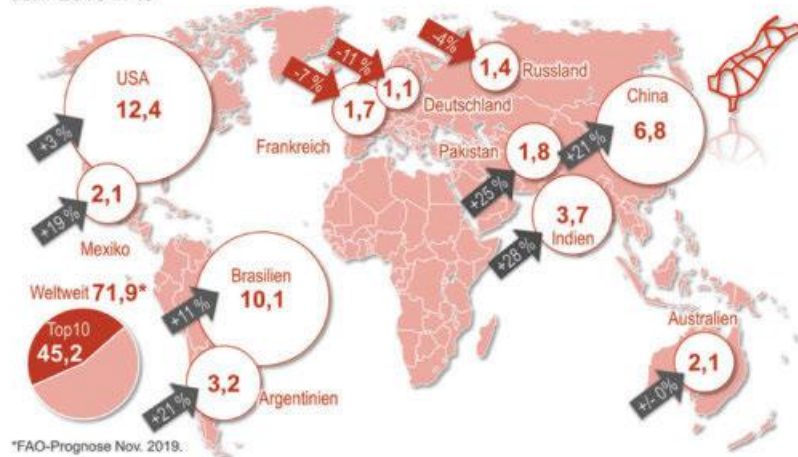 USA
12,4
+3 %
2,1
+19 %
Mexiko
-7 %
1,7
Frankreich
-11 %
1,1
Deutschland
-4%
1,4
Russland
China
6,8
+21 %
Pakistan
1,8
+25 %
3,7
Indien
+28 %
Weltweit 71,9*
Top10
45,2
Brasilien
10,1
+11 %
3,2
+21 %
Argentinien
Australien
2,1
+/- 0%
*FAO-Prognose Nov. 2019.